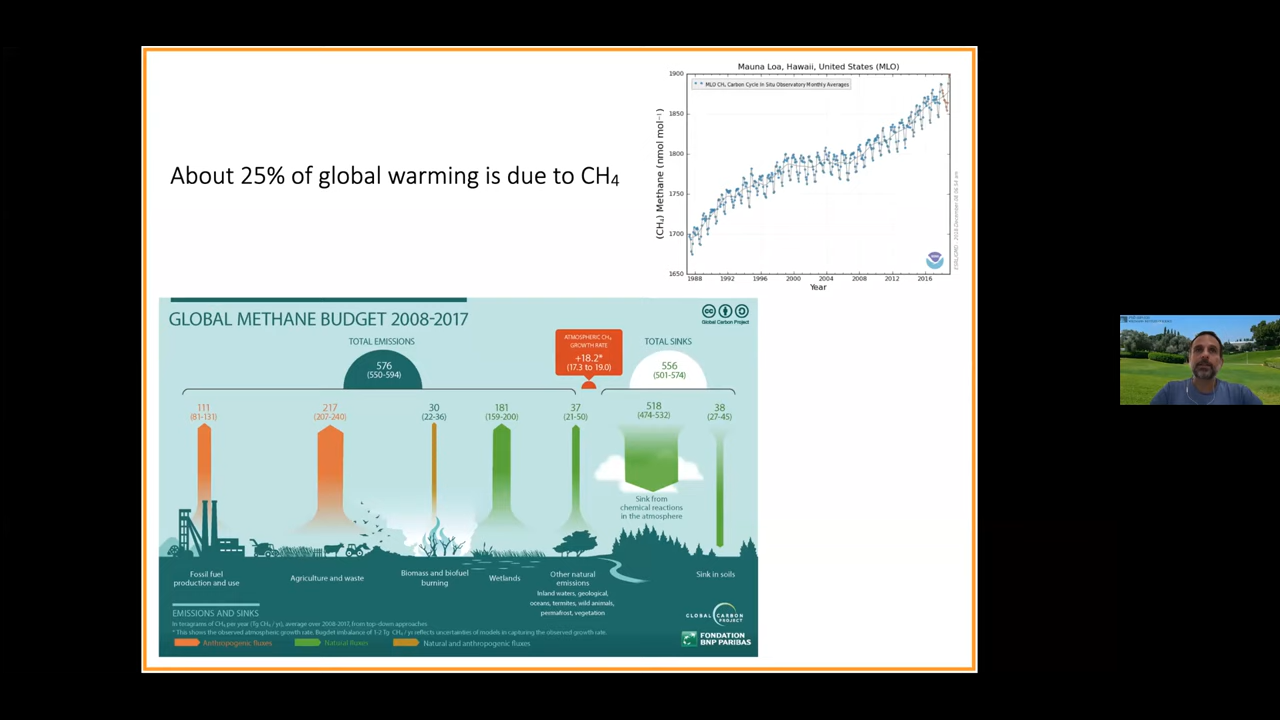 Mauna Loa, Hawaii, United States (MLO)
MLO CH₄ Carbon Cycle In Situ Observatory Monthly Averages
(CH₄) Methane (nmol mol⁻¹)
1900
1850
1800
1750
1700
1650
1988 1992 1996 2000 2004 2008 2012 2016
Year
About 25% of global warming is due to CH₄
GLOBAL METHANE BUDGET 2008-2017
Global Carbon Project
TOTAL EMISSIONS
576
(550-594)
ATMOSPHERIC CH₄
GROWTH RATE
+18.2*
(17.3 to 19.0)
TOTAL SINKS
556
(501-574)
111
(81-131)
217
(207-240)
30
(22-36)
181
(159-200)
37
(21-50)
518
(474-532)
38
(27-45)
Sink from
chemical reactions
in the atmosphere
Fossil fuel
production and use
Agriculture and waste
Biomass and biofuel
burning
Wetlands
Other natural
emissions
Inland waters, geological,
oceans, termites, wild animals,
permafrost, vegetation
Sink in soils
EMISSIONS AND SINKS
In teragrams of CH₄ per year (Tg CH₄ / yr), average over 2008-2017, from top-down approaches
* This shows the observed atmospheric growth rate. Budget imbalance of 1-2 Tg CH₄ / yr reflects uncertainties of models in capturing the observed growth rate.
Anthropogenic fluxes
Natural fluxes
Natural and anthropogenic fluxes
GLOBAL CARBON
PROJECT
FONDATION
BNP PARIBAS